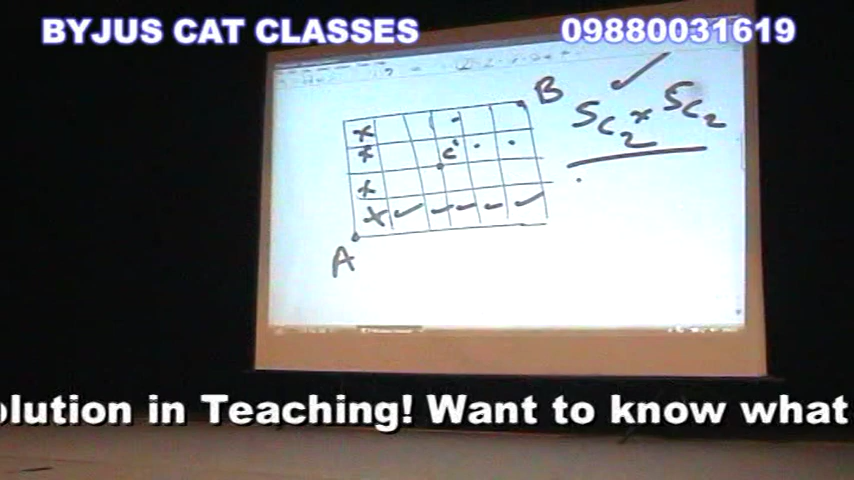 BYJUS CAT CLASSES 09880031619
B
5C2 × 5C2
C
A
olution in Teaching! Want to know what